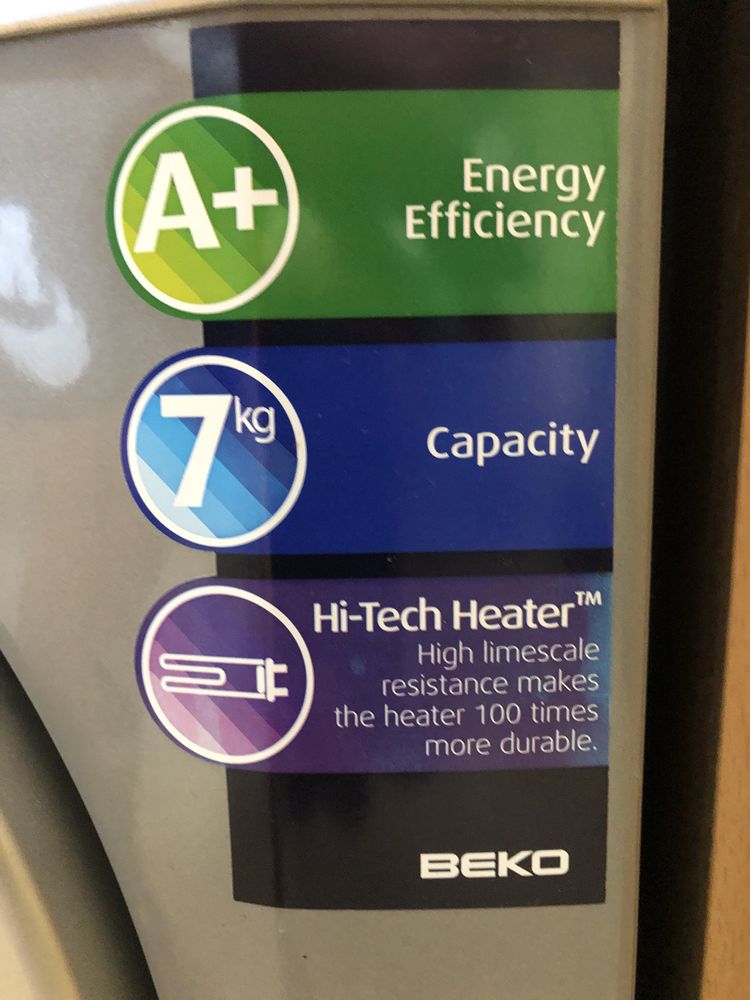 A+
Energy
Efficiency
7kg
Capacity
Hi-Tech Heater™
High limescale
resistance makes
the heater 100 times
more durable.
BEKO